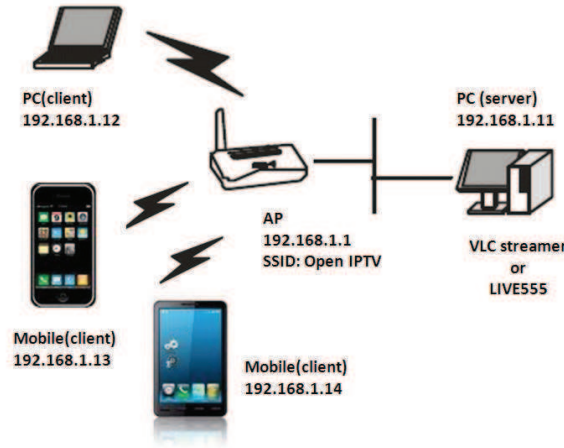 PC(client)
192.168.1.12
PC (server)
192.168.1.11
AP
192.168.1.1
SSID: Open IPTV
VLC streamer
or
LIVE555
Mobile(client)
192.168.1.13
Mobile(client)
192.168.1.14